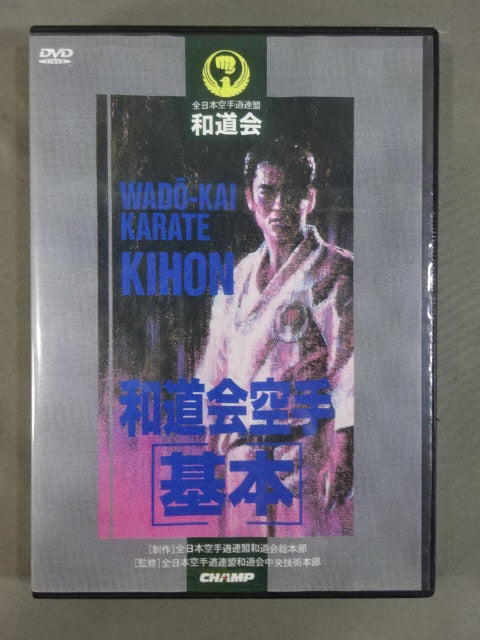 DVD
VIDEO
全日本空手道連盟
和道会
WADŌ-KAI
KARATE
KIHON
和道会空手
[基本]
[制作]全日本空手道連盟和道会総本部
[監修]全日本空手道連盟和道会中央技術本部
CHAMP